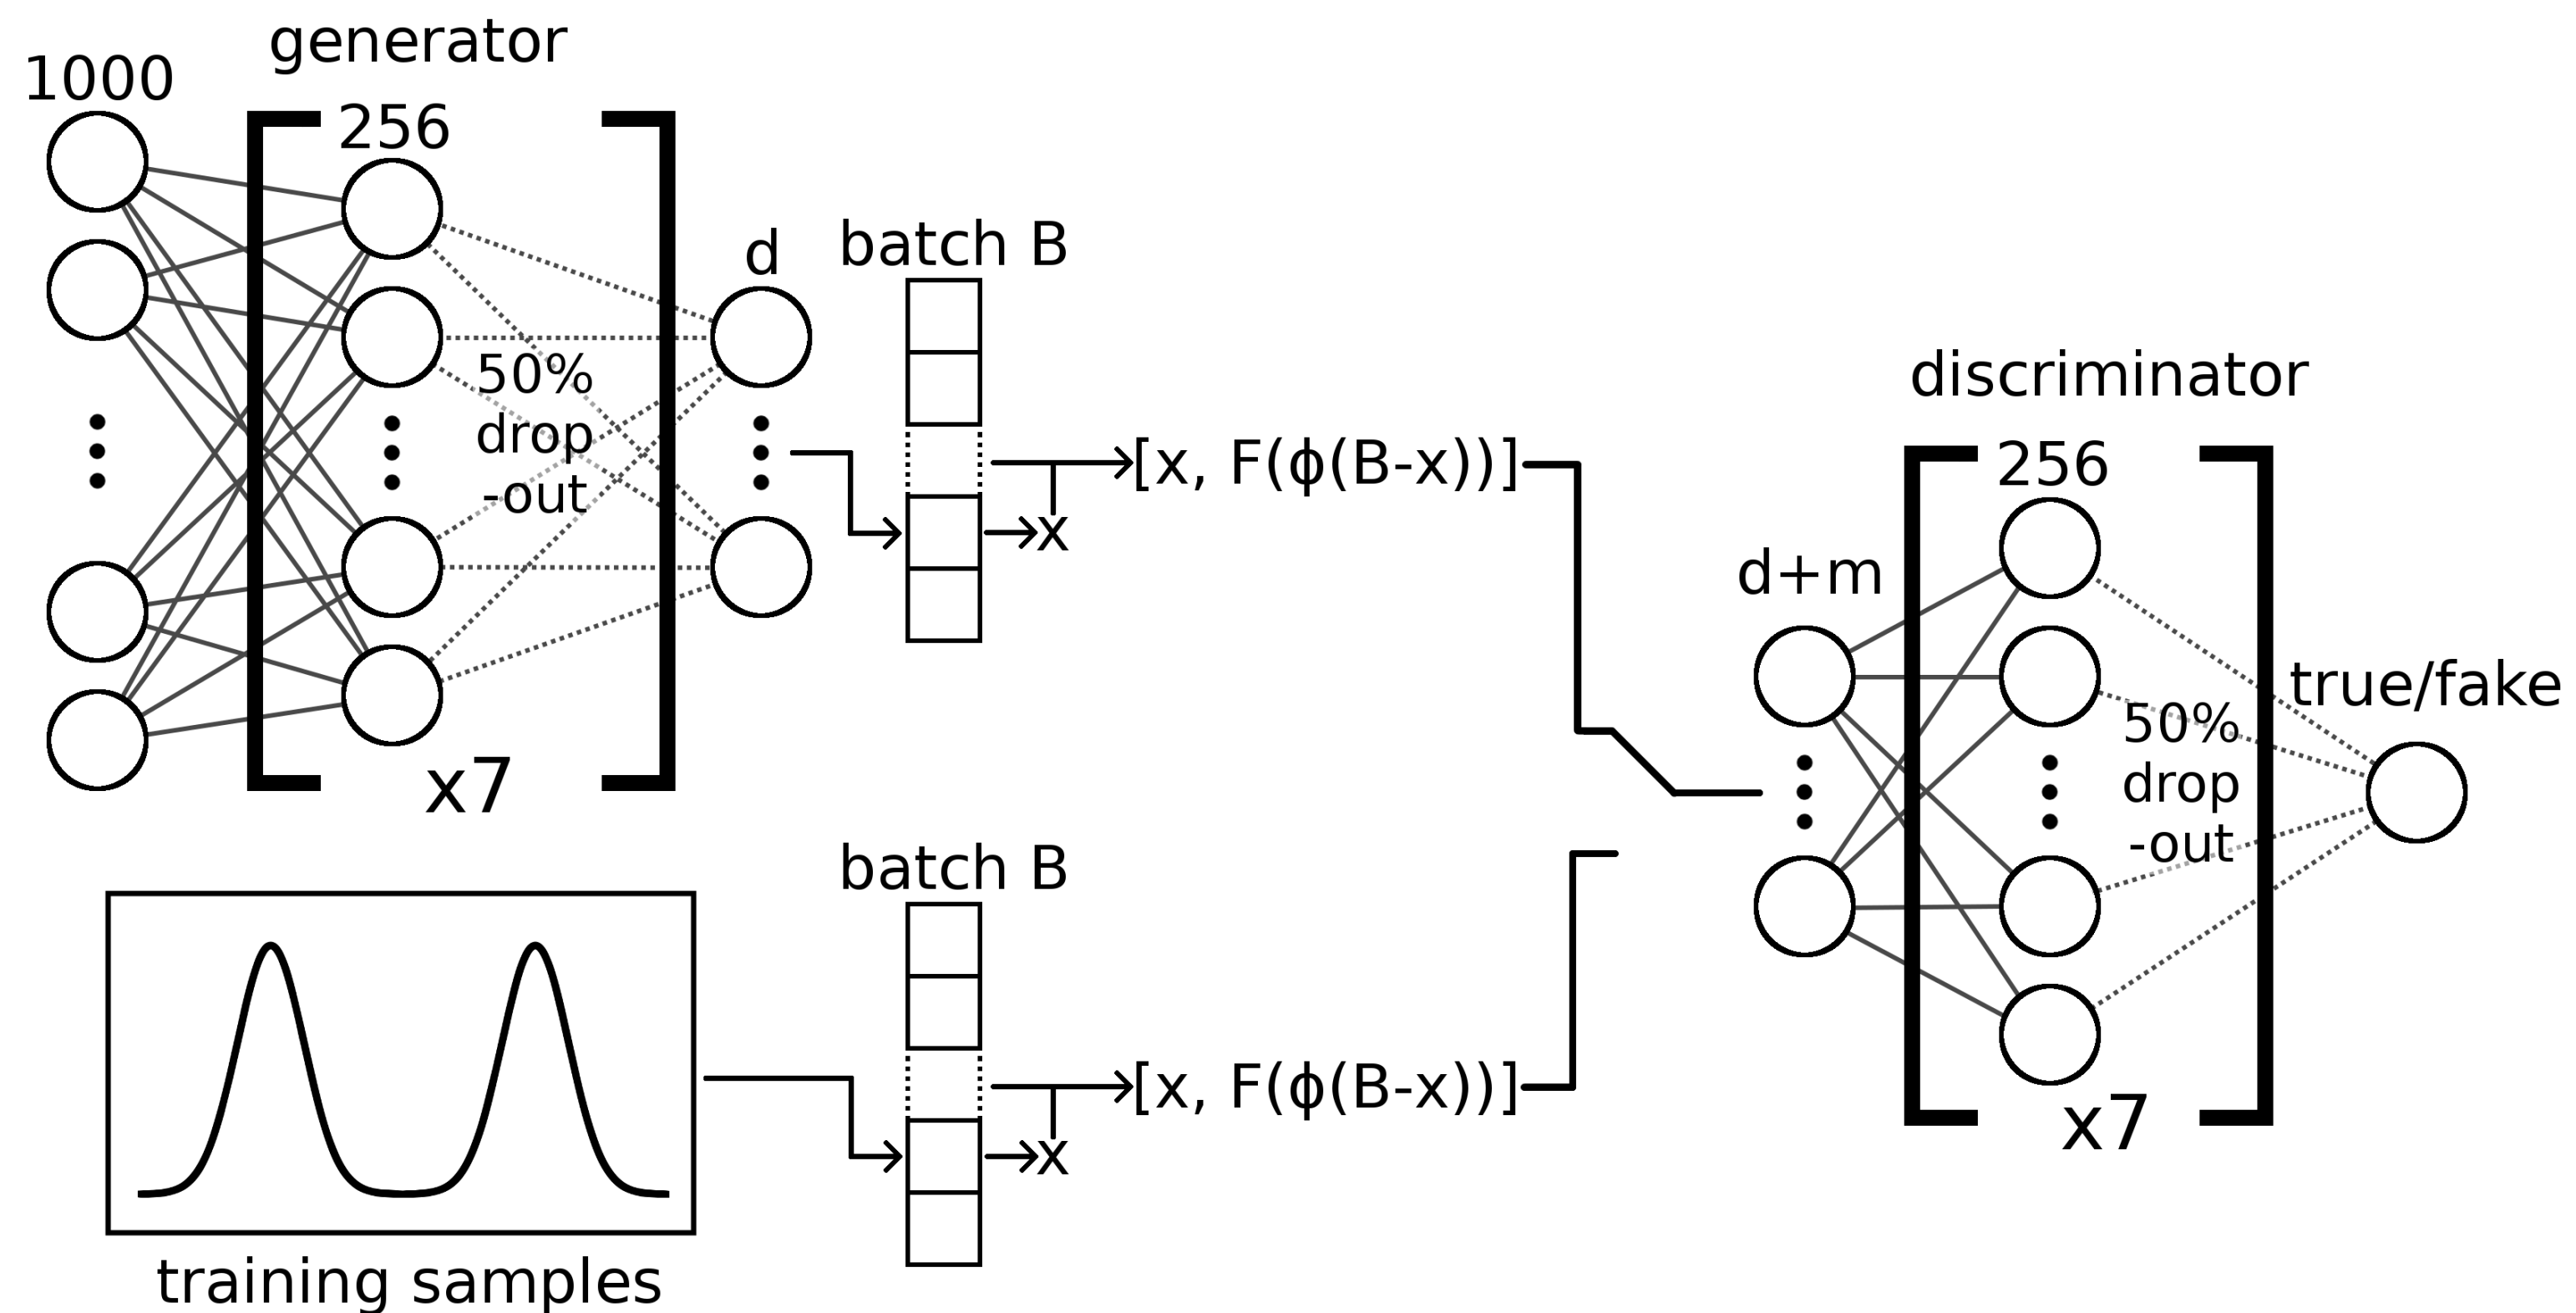 generator
1000
256
50%
drop
-out
x7
d
batch B
[x, F(ϕ(B-x))]
x
training samples
batch B
[x, F(ϕ(B-x))]
x
discriminator
d+m
256
50%
drop
-out
x7
true/fake